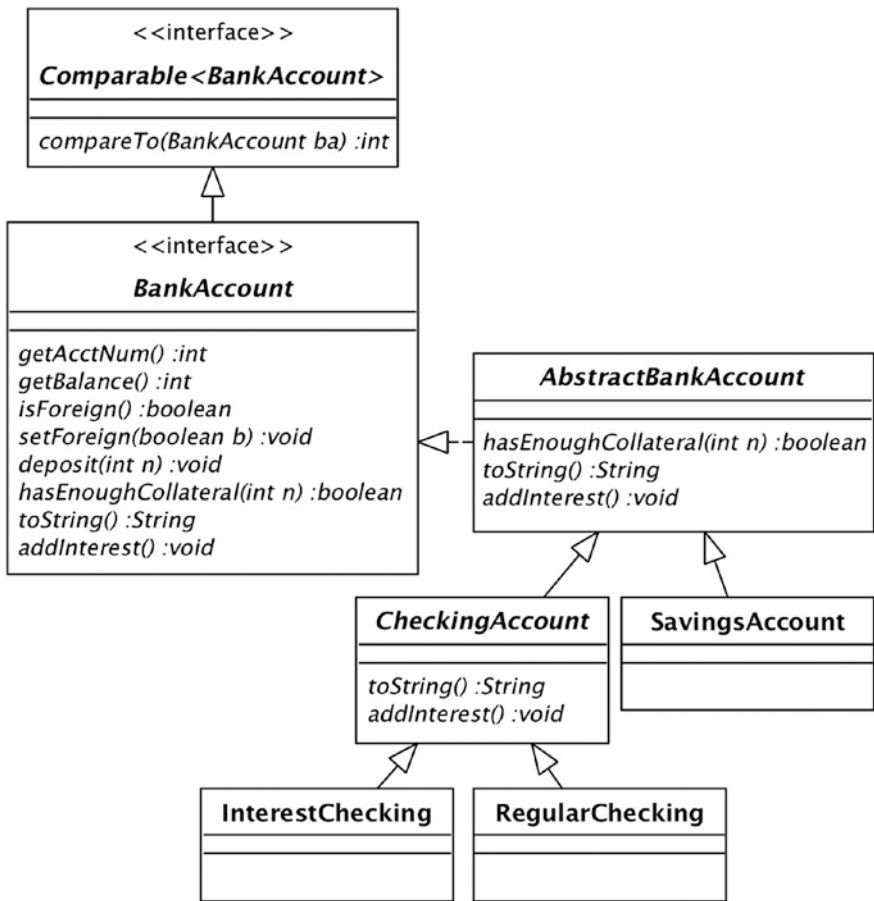 <<interface>>
Comparable<BankAccount>
compareTo(BankAccount ba) :int
<<interface>>
BankAccount
getAcctNum() :int
getBalance() :int
isForeign() :boolean
setForeign(boolean b) :void
deposit(int n) :void
hasEnoughCollateral(int n) :boolean
toString() :String
addInterest() :void
AbstractBankAccount
hasEnoughCollateral(int n) :boolean
toString() :String
addInterest() :void
CheckingAccount
toString() :String
addInterest() :void
SavingsAccount
InterestChecking
RegularChecking